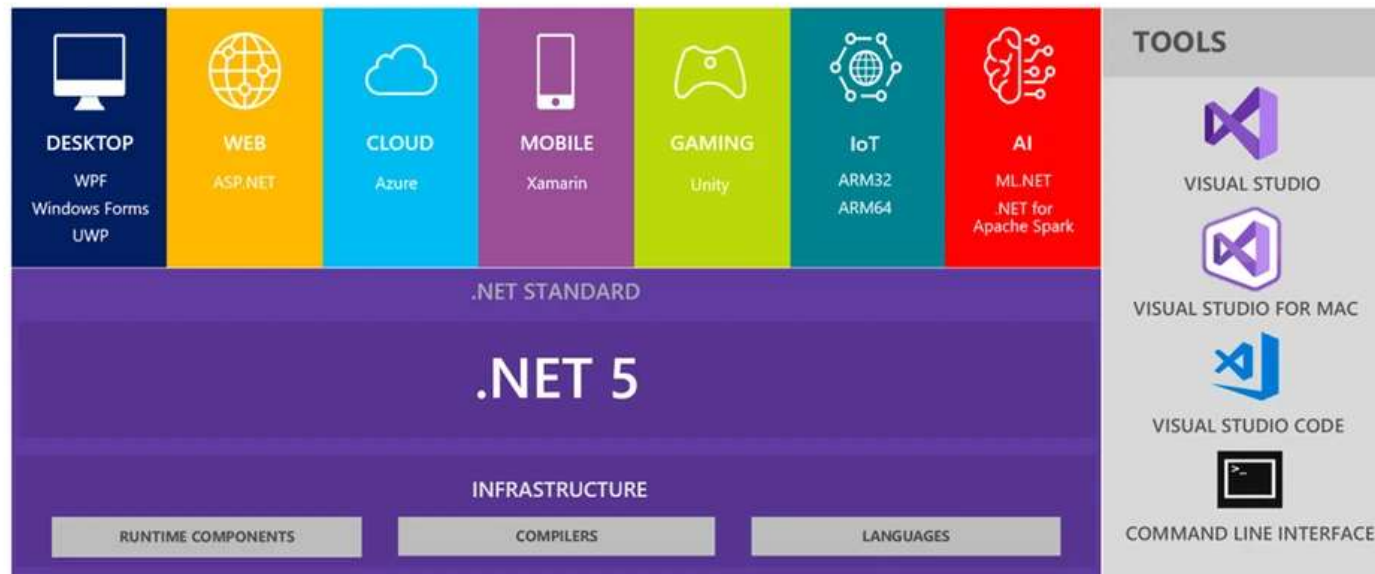 DESKTOP
WPF
Windows Forms
UWP
WEB
ASP.NET
CLOUD
Azure
MOBILE
Xamarin
GAMING
Unity
IoT
ARM32
ARM64
AI
ML.NET
.NET for
Apache Spark
.NET STANDARD
.NET 5
INFRASTRUCTURE
RUNTIME COMPONENTS
COMPILERS
LANGUAGES
TOOLS
VISUAL STUDIO
VISUAL STUDIO FOR MAC
VISUAL STUDIO CODE
>_
COMMAND LINE INTERFACE